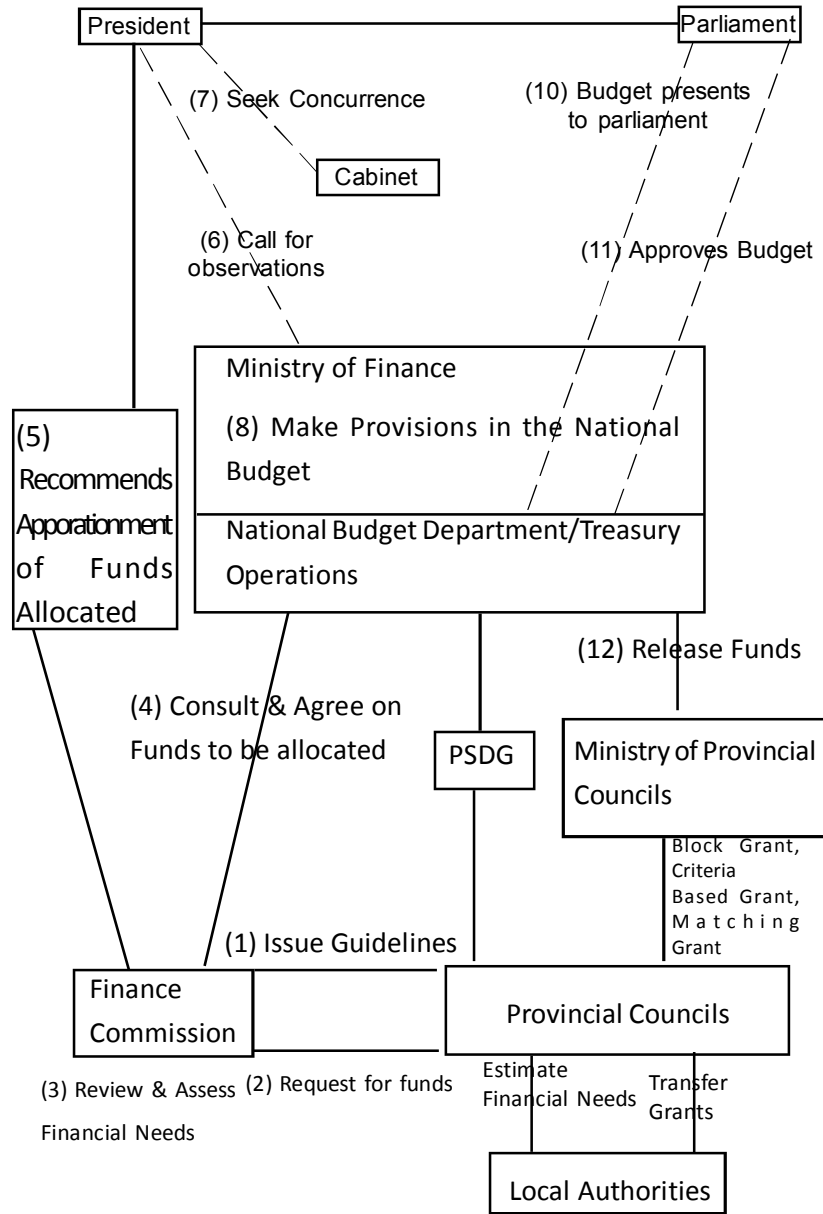 President
Parliament
(7) Seek Concurrence
(10) Budget presents
to parliament
Cabinet
(6) Call for
observations
(11) Approves Budget
Ministry of Finance
(8) Make Provisions in the National
Budget
(5)
Recommends
Apporationment
of Funds
Allocated
National Budget Department/Treasury
Operations
(12) Release Funds
(4) Consult & Agree on
Funds to be allocated
PSDG
Ministry of Provincial
Councils
Block Grant,
Criteria
Based Grant,
Matching
Grant
(1) Issue Guidelines
Finance
Commission
Provincial Councils
(3) Review & Assess
Financial Needs
(2) Request for funds
Estimate
Financial Needs
Transfer
Grants
Local Authorities